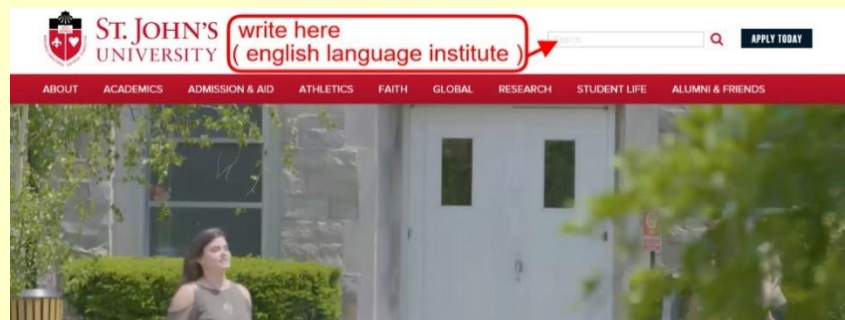 ST. JOHN'S
UNIVERSITY
write here
( english language institute )
Search
APPLY TODAY
ABOUT ACADEMICS ADMISSION & AID ATHLETICS FAITH GLOBAL RESEARCH STUDENT LIFE ALUMNI & FRIENDS